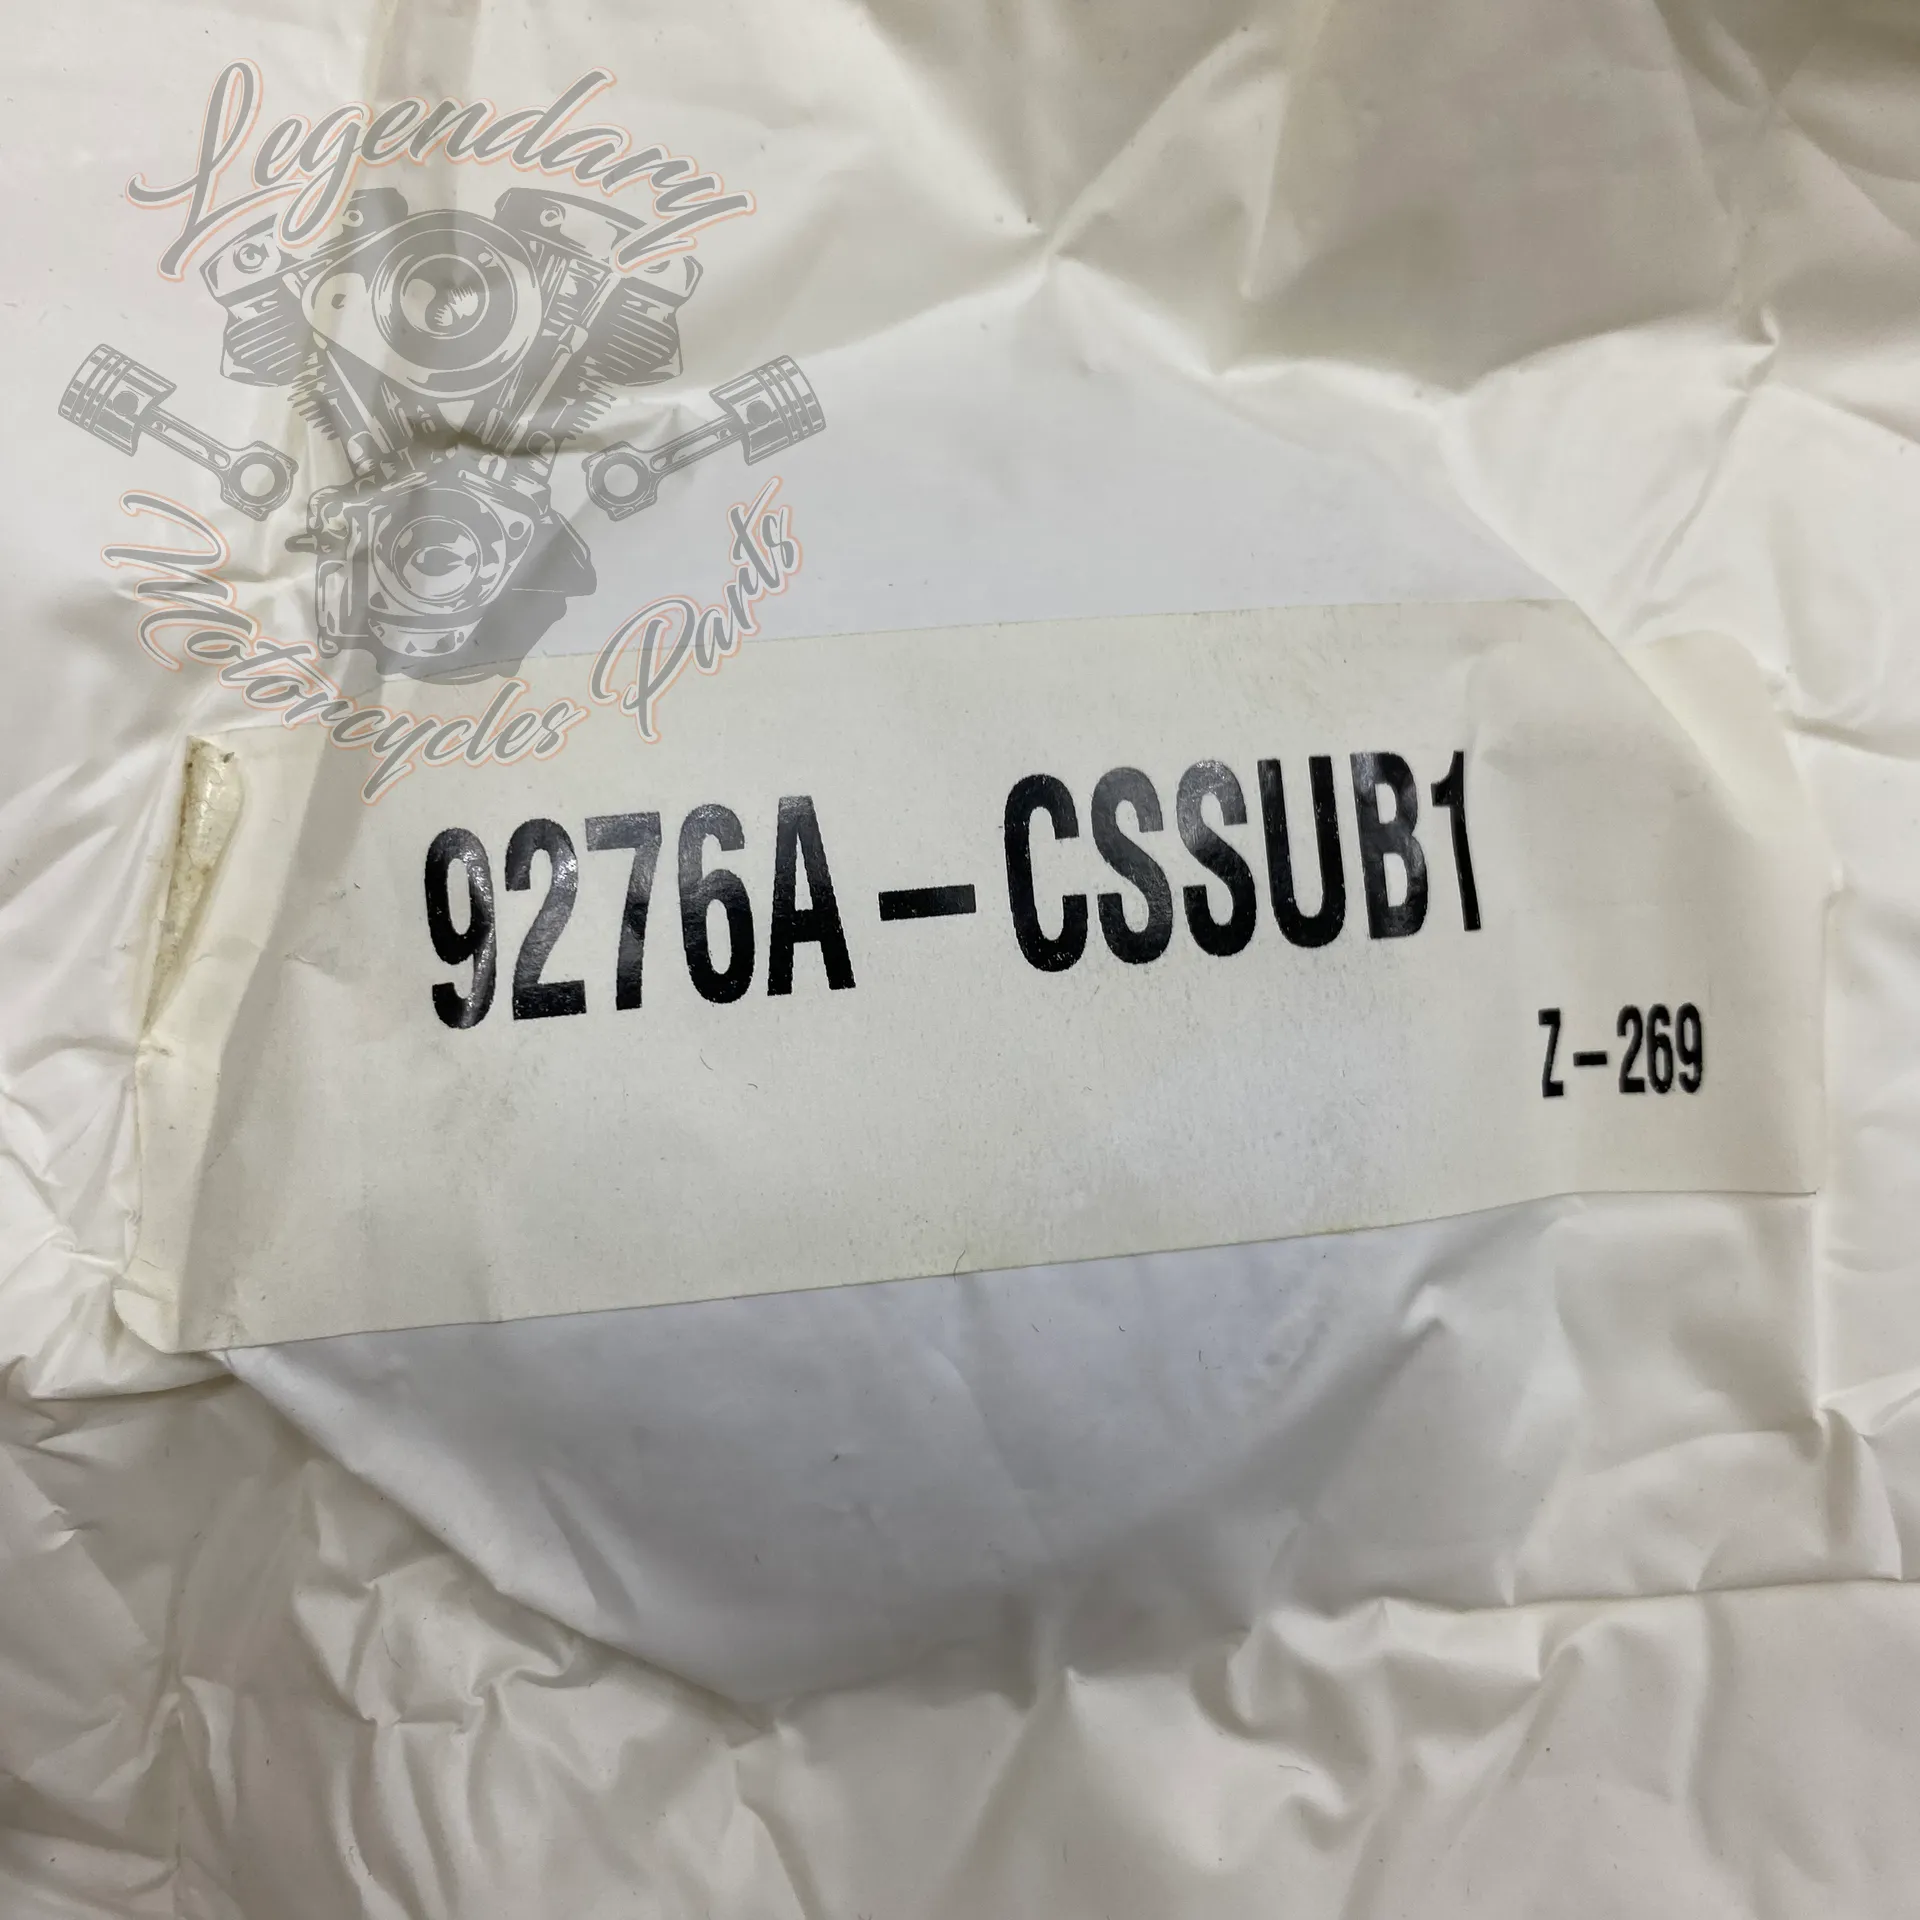 Legendary
Motorcycles Parts
9276A-CSSUB1
Z-269